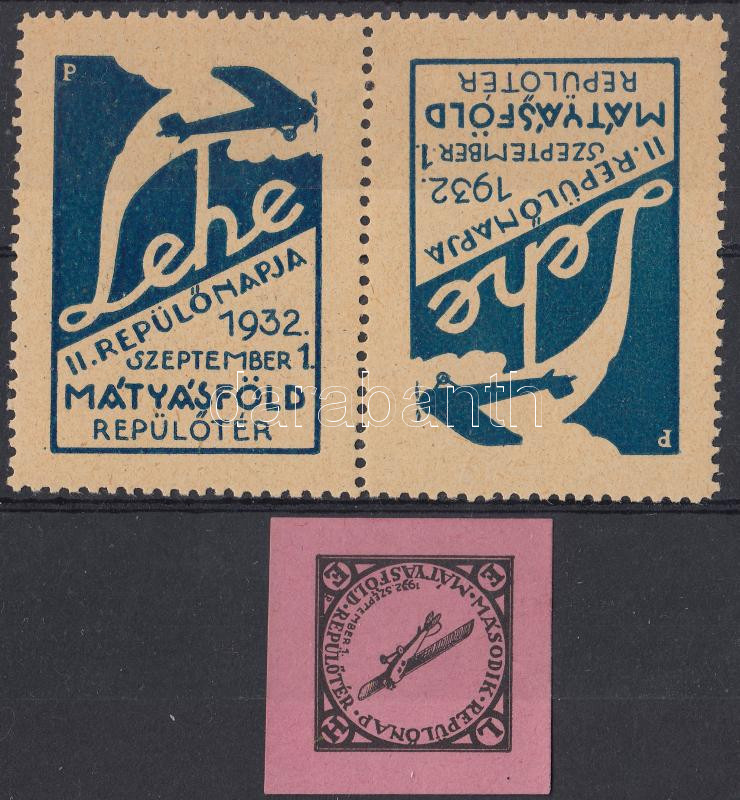 P
Lehe
II. REPÜLŐNAPJA
1932.
SZEPTEMBER 1.
MÁTYÁSFÖLD
REPÜLŐTÉR
P
Lehe
II. REPÜLŐNAPJA
1932.
SZEPTEMBER 1.
MÁTYÁSFÖLD
REPÜLŐTÉR
darabanth
L E H E
MÁSODIK · REPÜLŐNAP · MÁTYÁSFÖLD · REPÜLŐTÉR ·
1932. SZEPTEMBER 1.
P